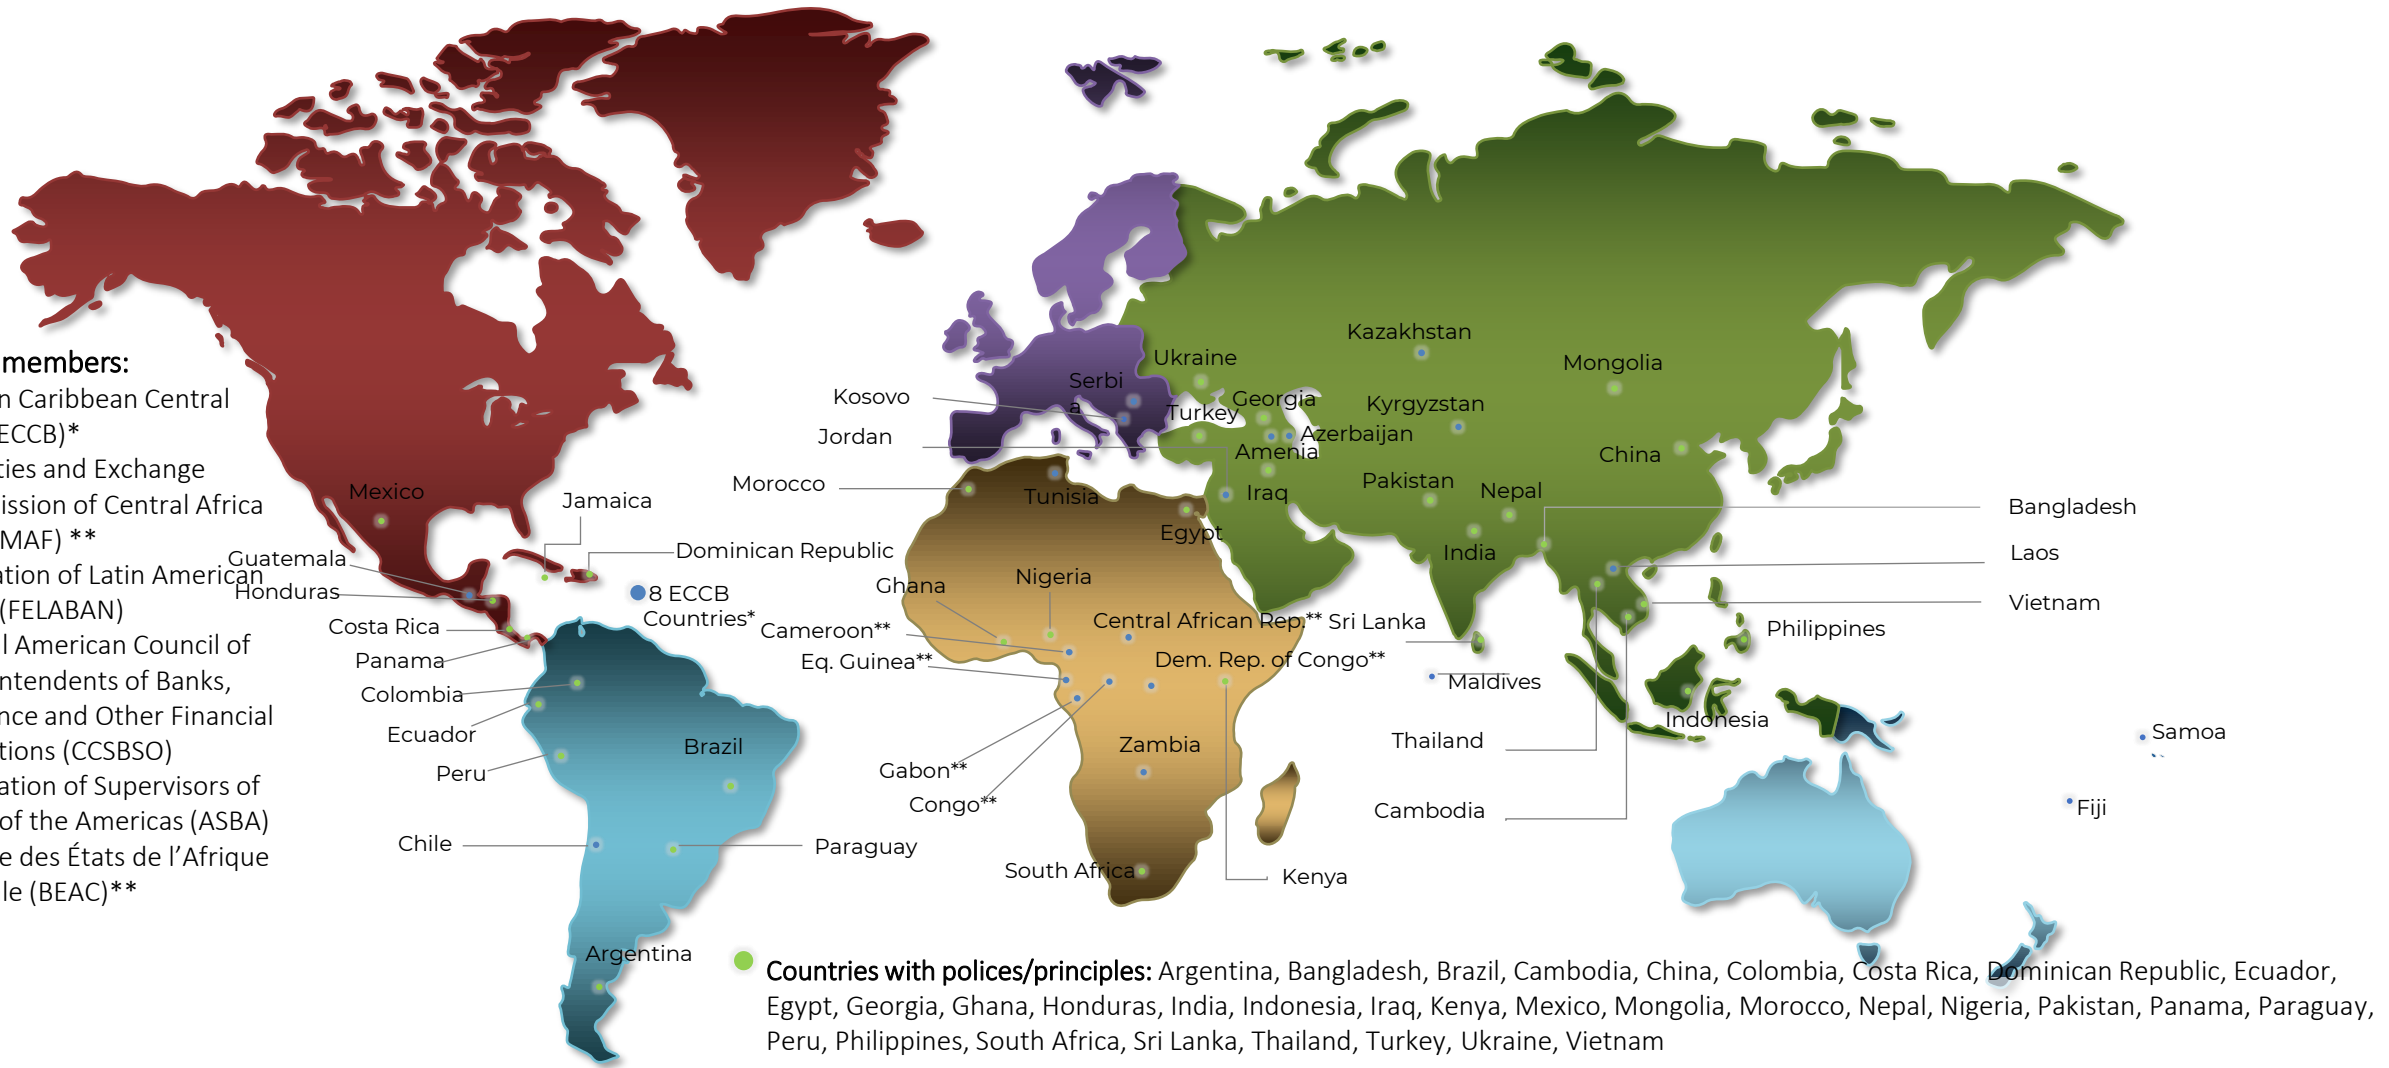 members:
n Caribbean Central
ECCB)*
ties and Exchange
ission of Central Africa
MAF) **
ation of Latin American
(FELABAN)
l American Council of
ntendents of Banks,
nce and Other Financial
tions (CCSBSO)
ation of Supervisors of
of the Americas (ASBA)
e des États de l’Afrique
le (BEAC)**
Mexico
Jamaica
Guatemala
Honduras
Dominican Republic
8 ECCB
Countries*
Costa Rica
Panama
Colombia
Ecuador
Peru
Brazil
Chile
Paraguay
Argentina
Kosovo
Jordan
Morocco
Serbi
a
Ukraine
Turkey
Georgia
Azerbaijan
Amenia
Iraq
Kazakhstan
Kyrgyzstan
Mongolia
China
Pakistan
Nepal
India
Tunisia
Egypt
Ghana
Nigeria
Cameroon**
Eq. Guinea**
Central African Rep.**
Dem. Rep. of Congo**
Gabon**
Congo**
Zambia
South Africa
Kenya
Sri Lanka
Maldives
Bangladesh
Laos
Vietnam
Philippines
Indonesia
Thailand
Cambodia
Samoa
Fiji
Countries with polices/principles: Argentina, Bangladesh, Brazil, Cambodia, China, Colombia, Costa Rica, Dominican Republic, Ecuador,
Egypt, Georgia, Ghana, Honduras, India, Indonesia, Iraq, Kenya, Mexico, Mongolia, Morocco, Nepal, Nigeria, Pakistan, Panama, Paraguay,
Peru, Philippines, South Africa, Sri Lanka, Thailand, Turkey, Ukraine, Vietnam